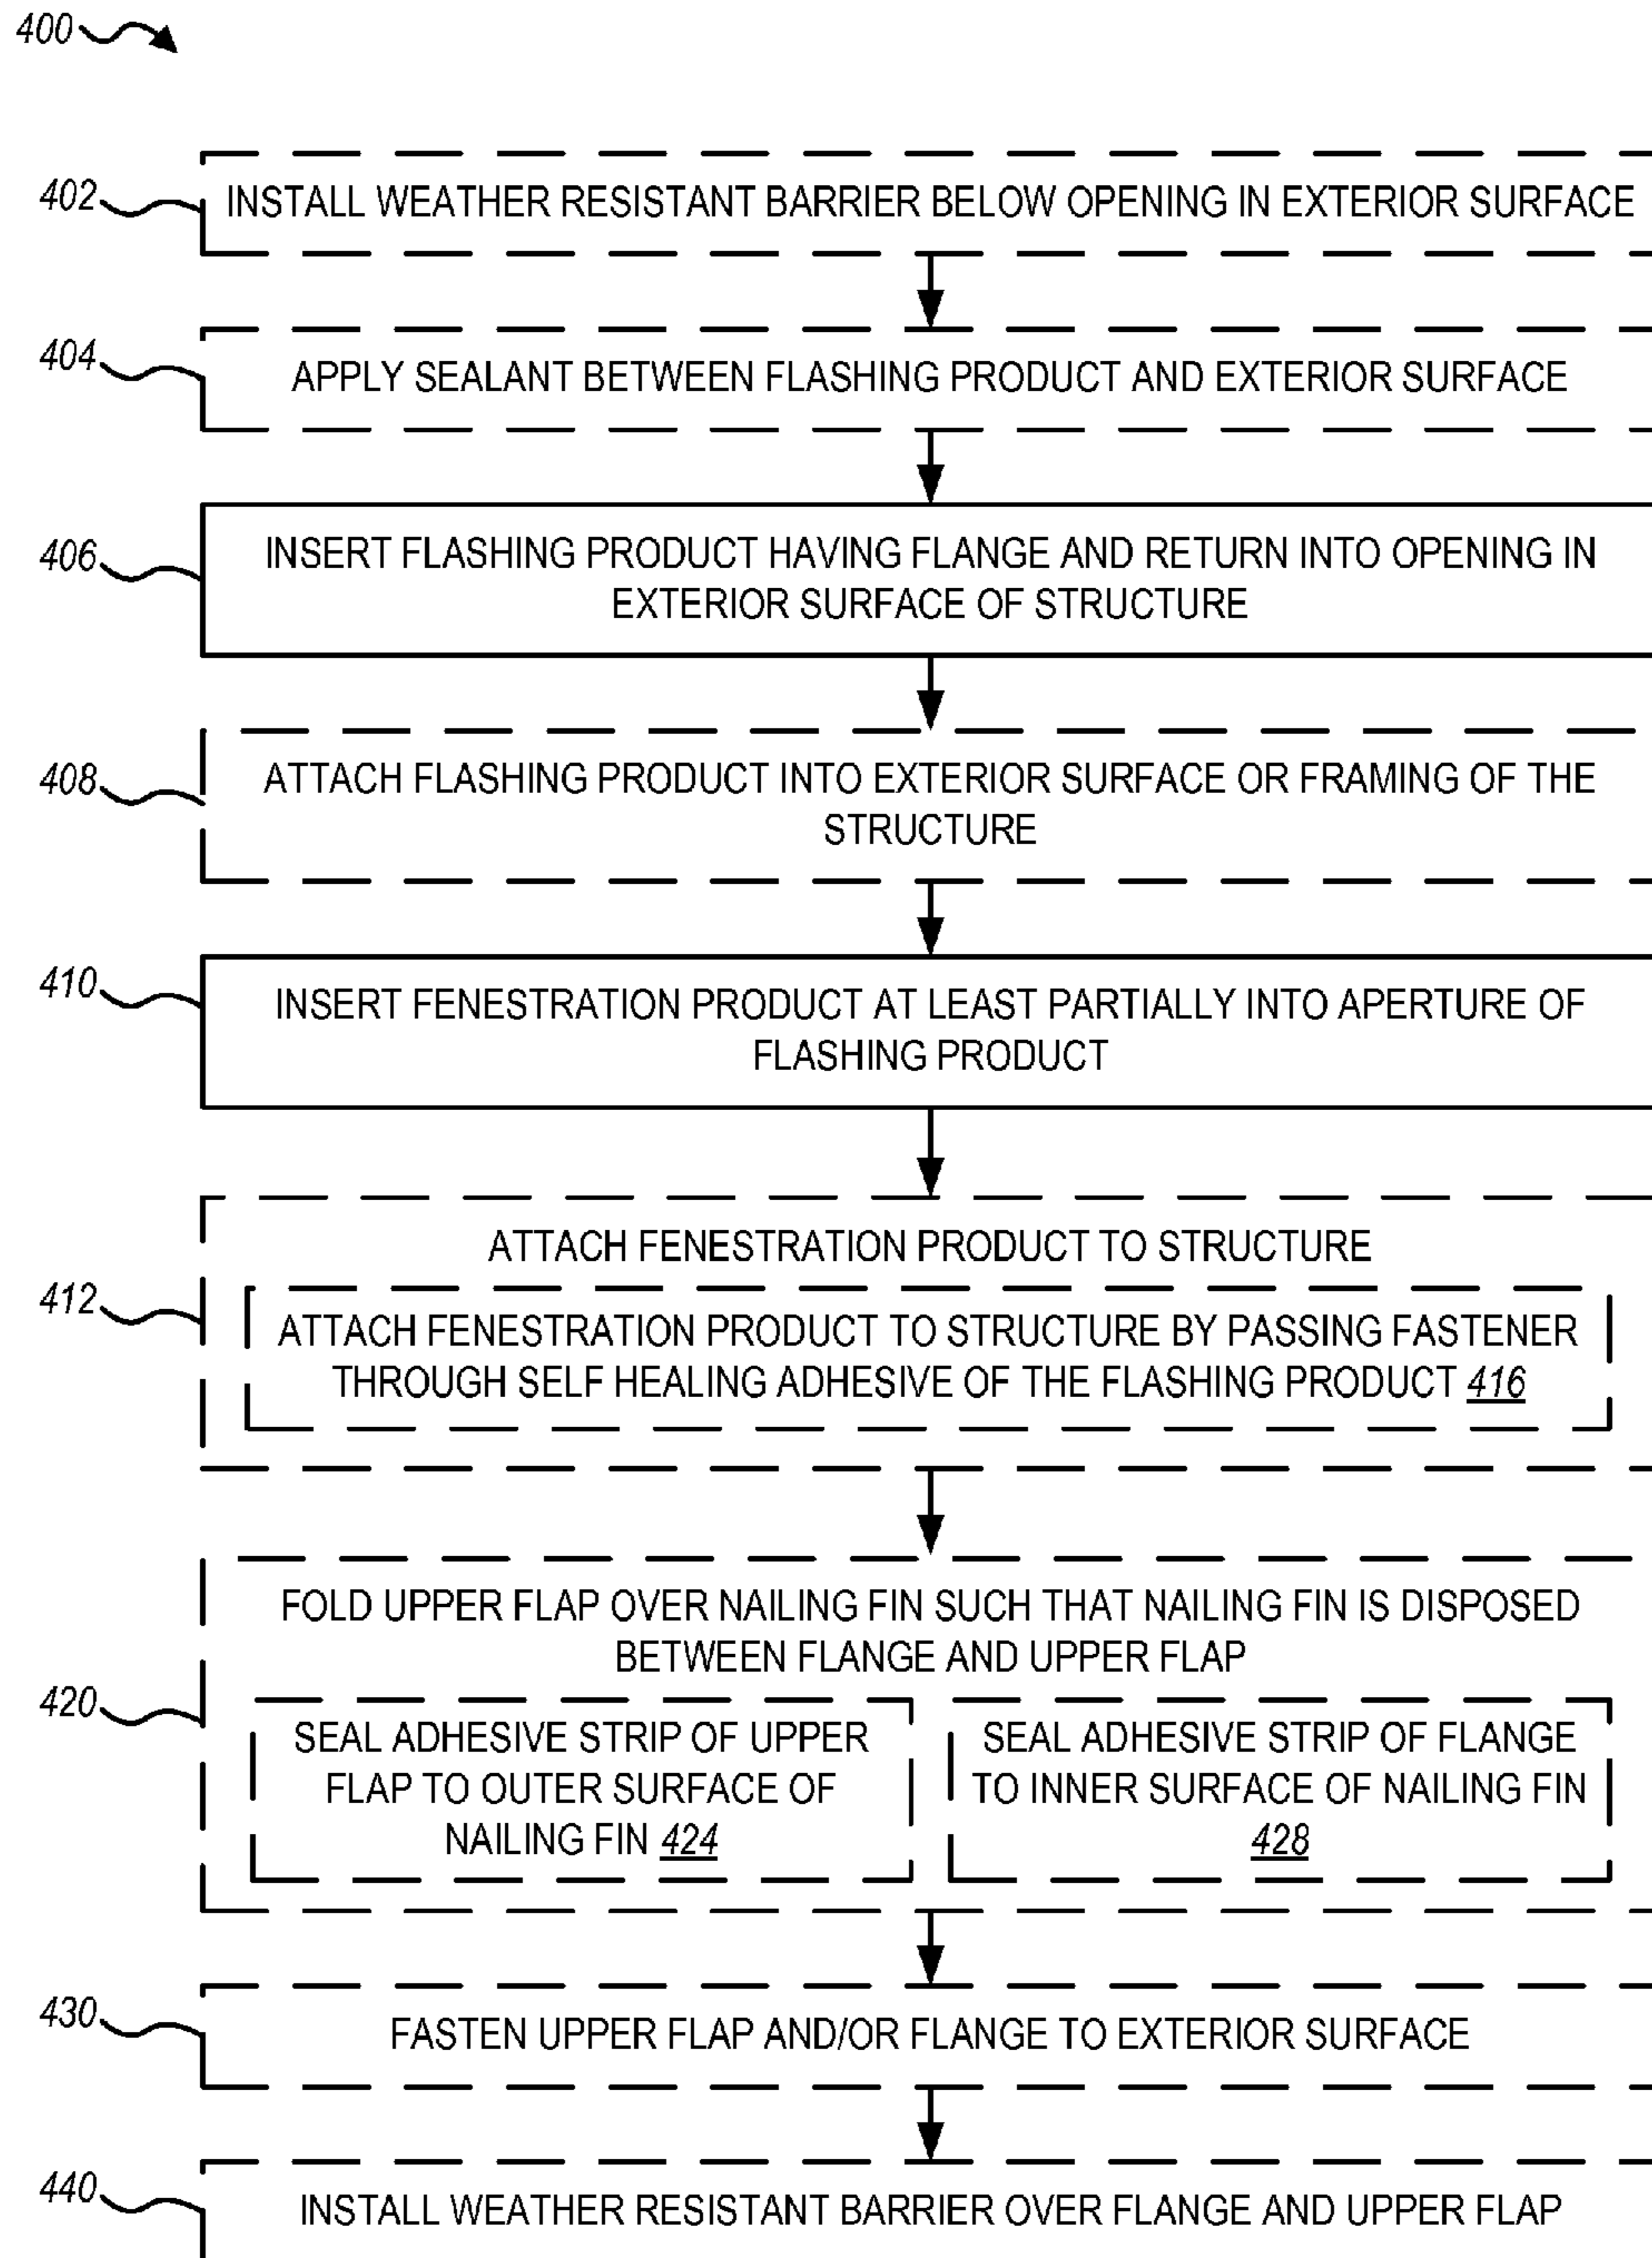 400
402
INSTALL WEATHER RESISTANT BARRIER BELOW OPENING IN EXTERIOR SURFACE
404
APPLY SEALANT BETWEEN FLASHING PRODUCT AND EXTERIOR SURFACE
406
INSERT FLASHING PRODUCT HAVING FLANGE AND RETURN INTO OPENING IN
EXTERIOR SURFACE OF STRUCTURE
408
ATTACH FLASHING PRODUCT INTO EXTERIOR SURFACE OR FRAMING OF THE
STRUCTURE
410
INSERT FENESTRATION PRODUCT AT LEAST PARTIALLY INTO APERTURE OF
FLASHING PRODUCT
412
ATTACH FENESTRATION PRODUCT TO STRUCTURE
ATTACH FENESTRATION PRODUCT TO STRUCTURE BY PASSING FASTENER
THROUGH SELF HEALING ADHESIVE OF THE FLASHING PRODUCT 416
420
FOLD UPPER FLAP OVER NAILING FIN SUCH THAT NAILING FIN IS DISPOSED
BETWEEN FLANGE AND UPPER FLAP
SEAL ADHESIVE STRIP OF UPPER
FLAP TO OUTER SURFACE OF
NAILING FIN 424
SEAL ADHESIVE STRIP OF FLANGE
TO INNER SURFACE OF NAILING FIN
428
430
FASTEN UPPER FLAP AND/OR FLANGE TO EXTERIOR SURFACE
440
INSTALL WEATHER RESISTANT BARRIER OVER FLANGE AND UPPER FLAP